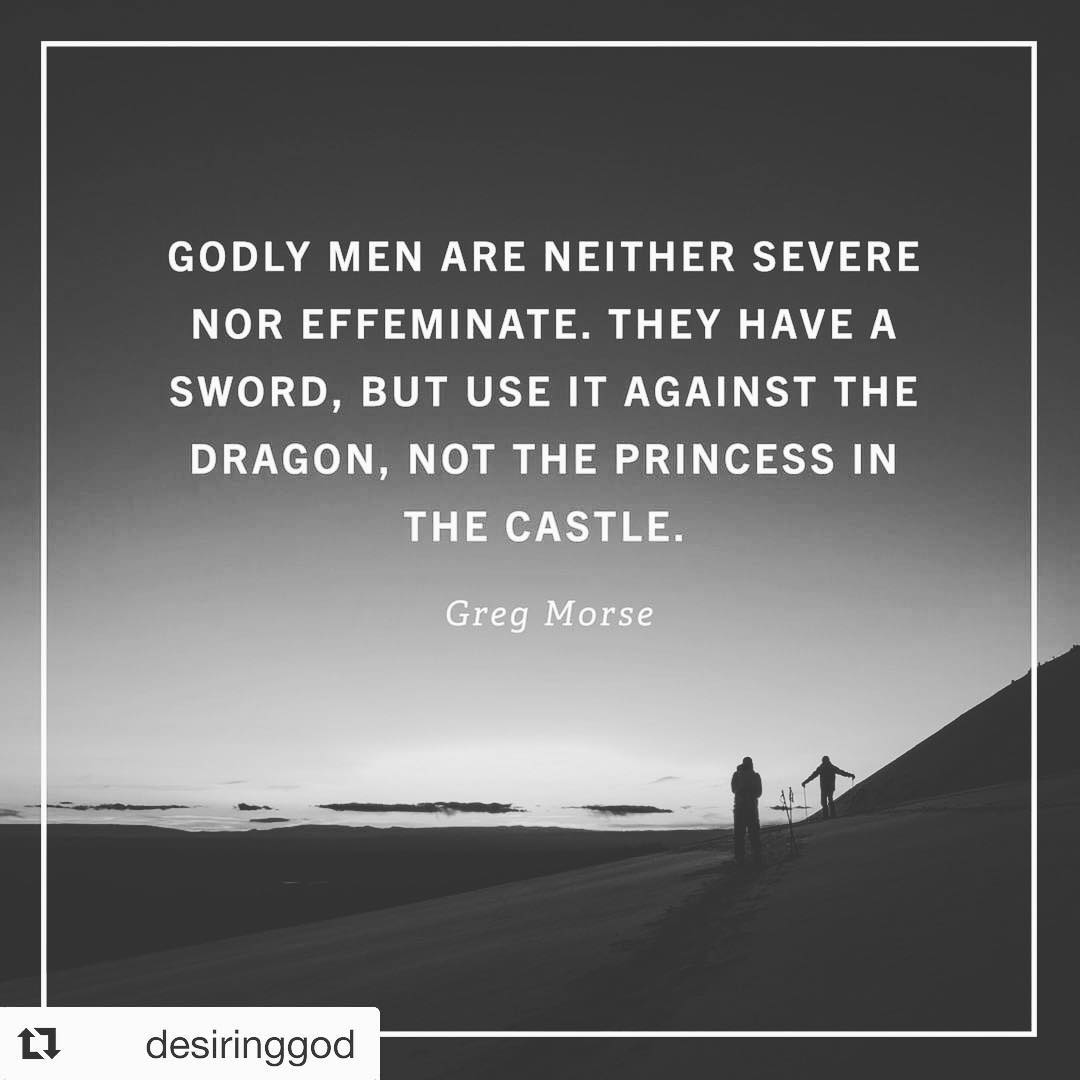 GODLY MEN ARE NEITHER SEVERE
NOR EFFEMINATE. THEY HAVE A
SWORD, BUT USE IT AGAINST THE
DRAGON, NOT THE PRINCESS IN
THE CASTLE.
Greg Morse
desiringgod